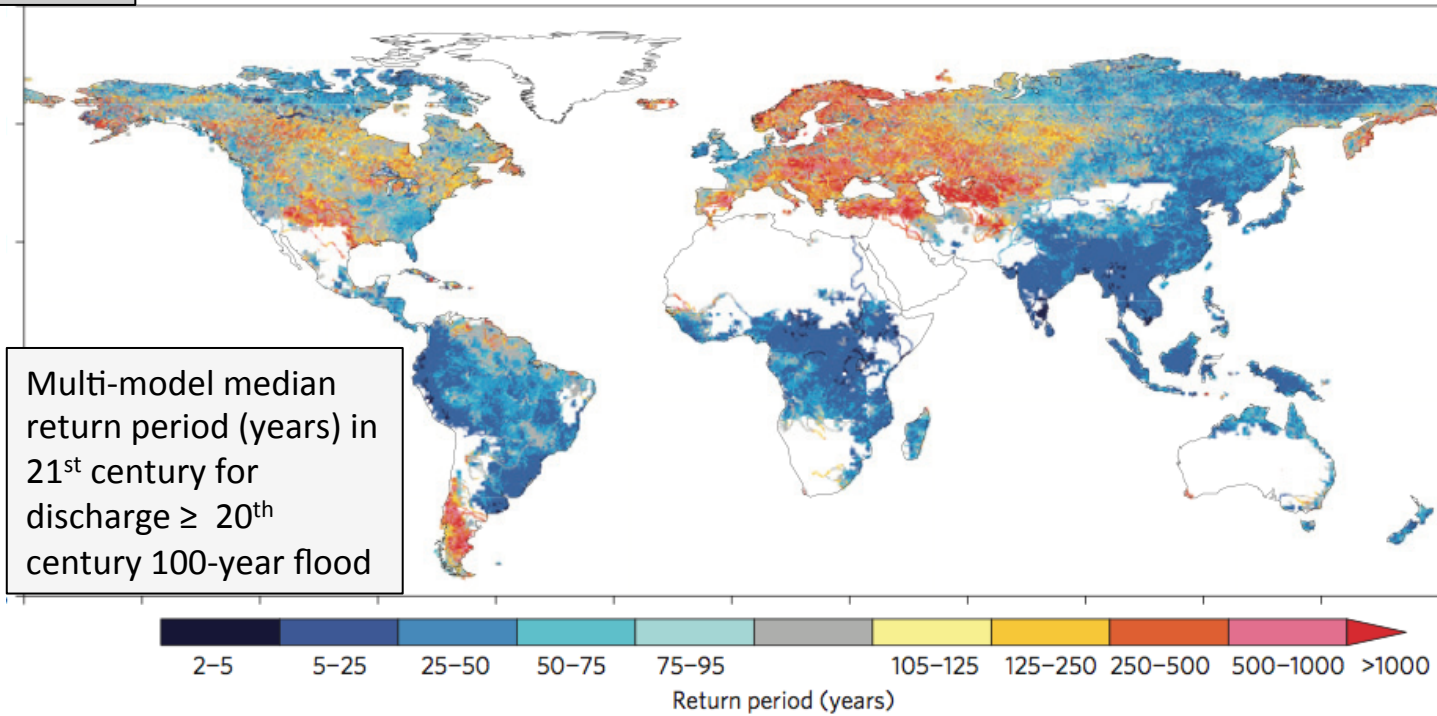 Multi-model median
return period (years) in
21st century for
discharge ≥ 20th
century 100-year flood
2–5 5–25 25–50 50–75 75–95 105–125 125–250 250–500 500–1000 >1000
Return period (years)